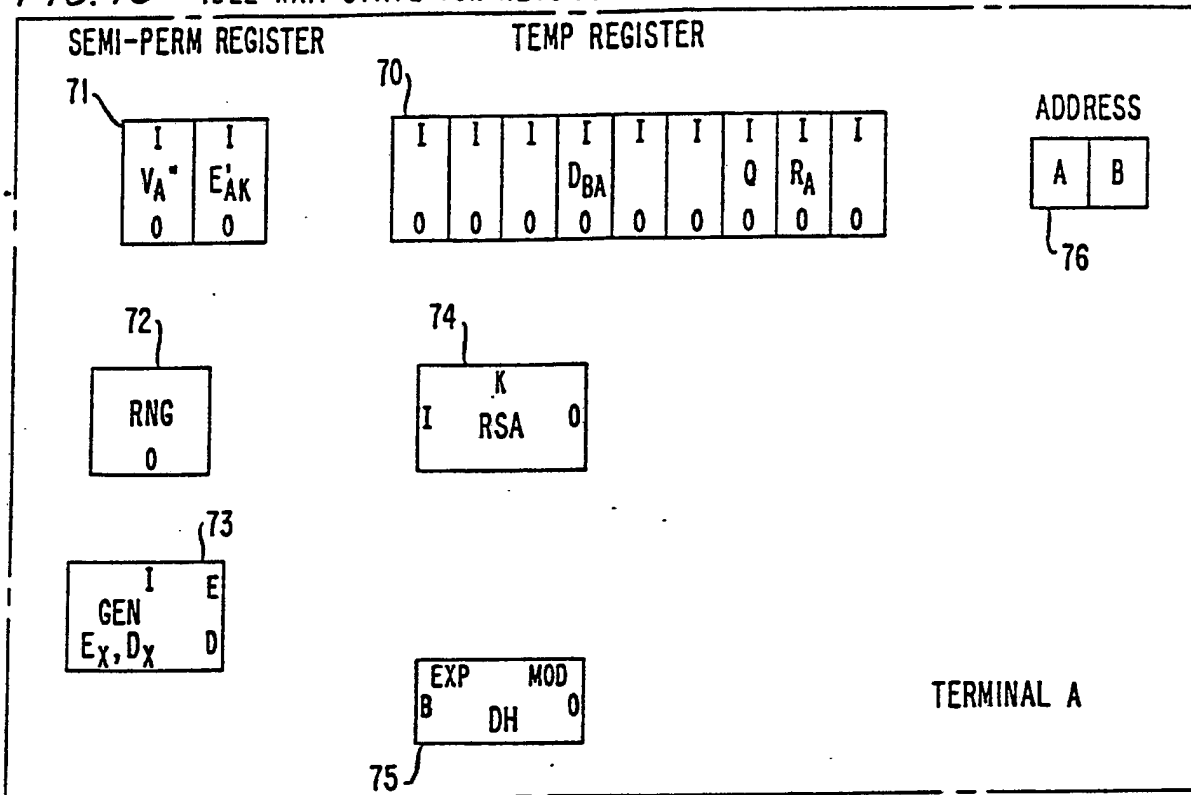 SEMI-PERM REGISTER
TEMP REGISTER
71
70
ADDRESS
I I
V_A* E'_AK
0 0
I I 1 I I I I I I
D_BA Q R_A
0 0 0 0 0 0 0 0 0
A B
76
72
74
RNG
0
K
I RSA 0
73
I E
GEN
E_X, D_X D
EXP MOD
B DH 0
75
TERMINAL A